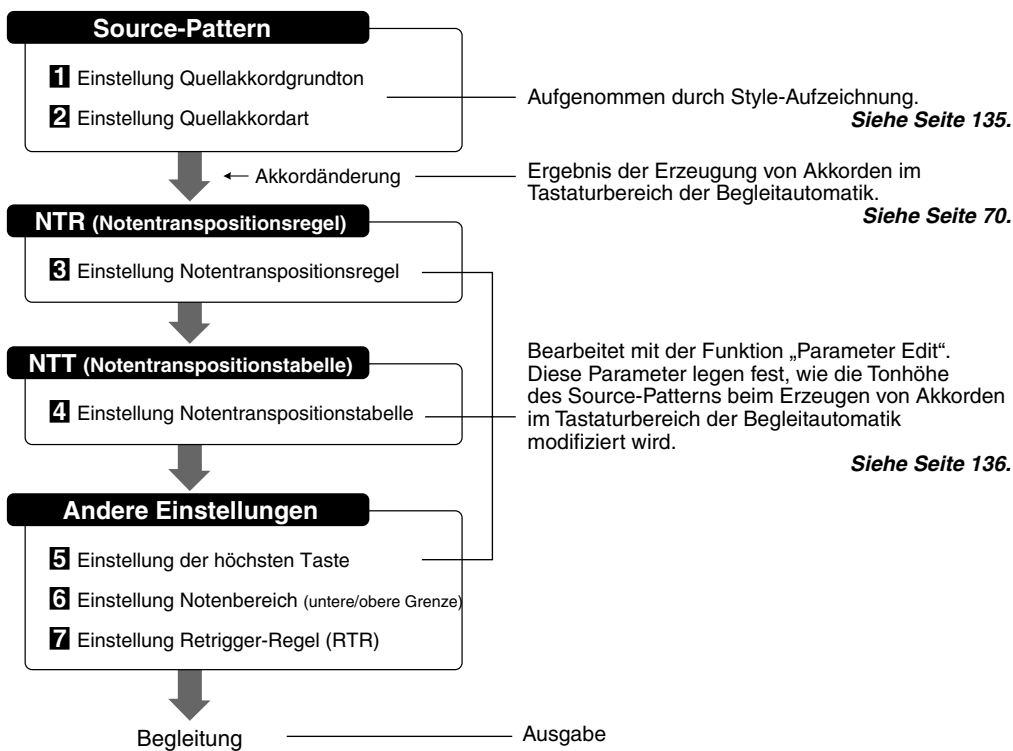 Source-Pattern
1 Einstellung Quellakkordgrundton
2 Einstellung Quellakkordart
Aufgenommen durch Style-Aufzeichnung.
Siehe Seite 135.
← Akkordänderung
Ergebnis der Erzeugung von Akkorden im
Tastaturbereich der Begleitautomatik.
Siehe Seite 70.
NTR (Notentranspositionsregel)
3 Einstellung Notentranspositionsregel
NTT (Notentranspositionstabelle)
4 Einstellung Notentranspositionstabelle
Bearbeitet mit der Funktion „Parameter Edit“.
Diese Parameter legen fest, wie die Tonhöhe
des Source-Patterns beim Erzeugen von Akkorden
im Tastaturbereich der Begleitautomatik
modifiziert wird.
Siehe Seite 136.
Andere Einstellungen
5 Einstellung der höchsten Taste
6 Einstellung Notenbereich (untere/obere Grenze)
7 Einstellung Retrigger-Regel (RTR)
Begleitung
Ausgabe